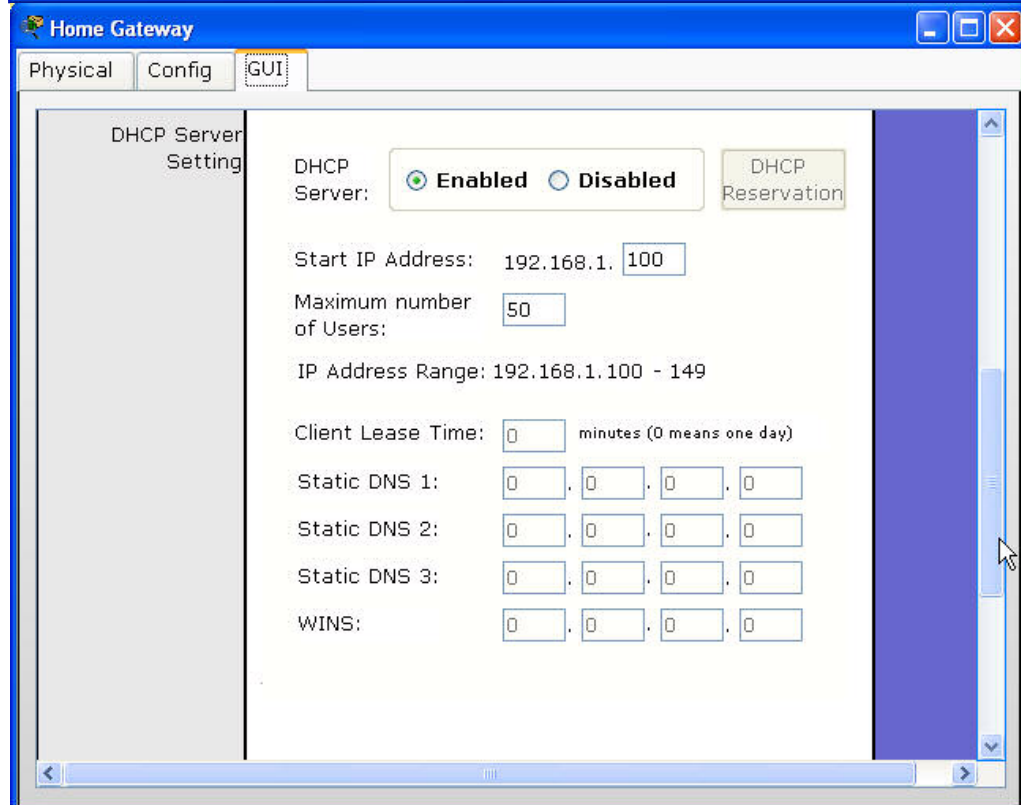 Home Gateway
Physical Config GUI
DHCP Server
Setting
DHCP
Server:
Enabled Disabled
DHCP
Reservation
Start IP Address: 192.168.1. 100
Maximum number
of Users:
50
IP Address Range: 192.168.1.100 - 149
Client Lease Time: 0 minutes (0 means one day)
Static DNS 1: 0 . 0 . 0 . 0
Static DNS 2: 0 . 0 . 0 . 0
Static DNS 3: 0 . 0 . 0 . 0
WINS: 0 . 0 . 0 . 0